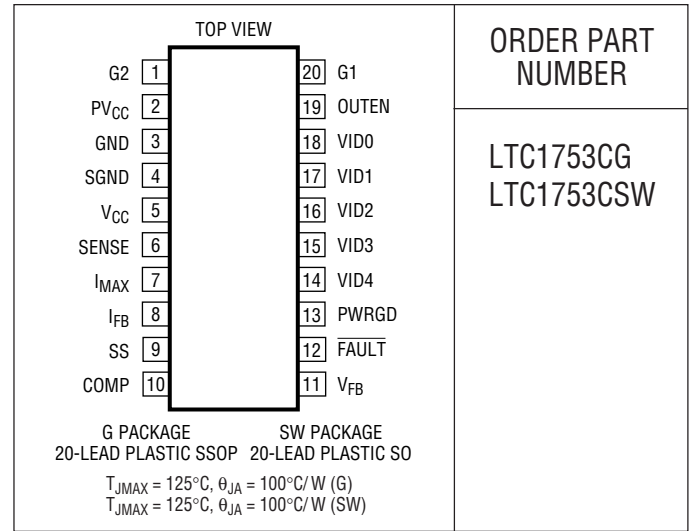 TOP VIEW
G2 1
PVCC 2
GND 3
SGND 4
VCC 5
SENSE 6
IMAX 7
IFB 8
SS 9
COMP 10
20 G1
19 OUTEN
18 VID0
17 VID1
16 VID2
15 VID3
14 VID4
13 PWRGD
12 FAULT
11 VFB
G PACKAGE
20-LEAD PLASTIC SSOP
SW PACKAGE
20-LEAD PLASTIC SO
TJMAX = 125°C, θJA = 100°C/W (G)
TJMAX = 125°C, θJA = 100°C/W (SW)
ORDER PART
NUMBER
LTC1753CG
LTC1753CSW